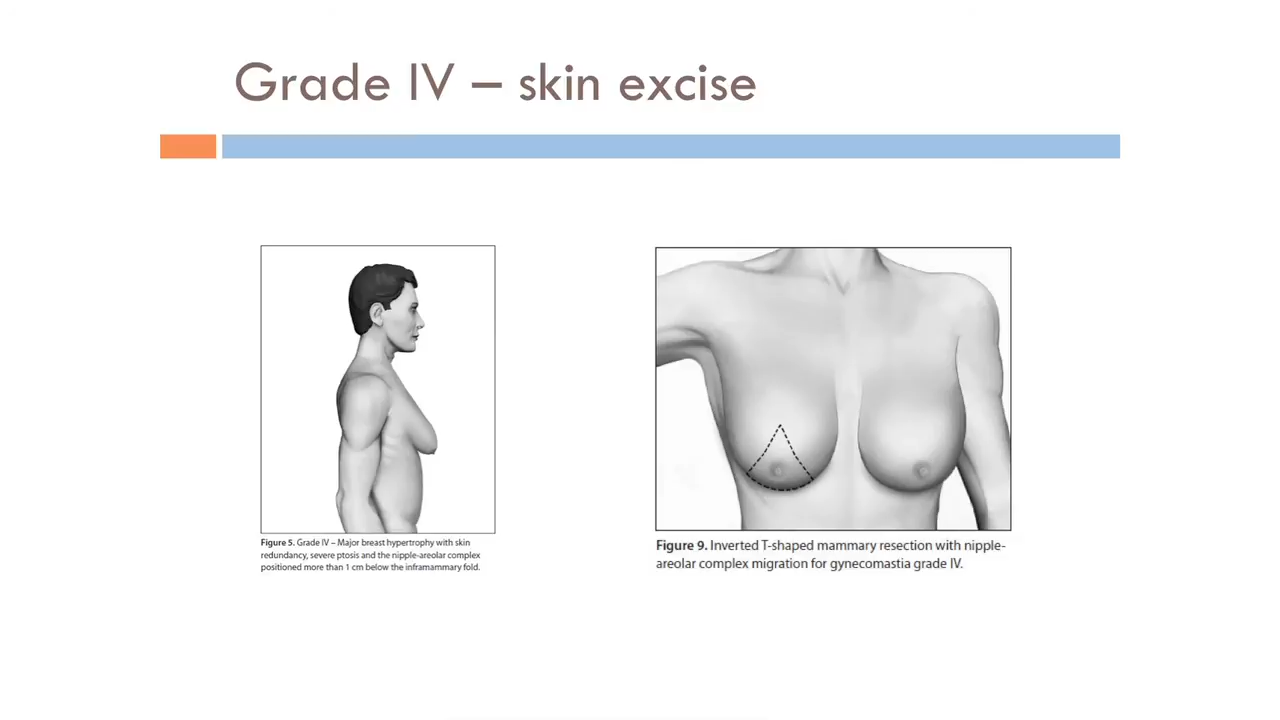 Grade IV – skin excise
Figure 5. Grade IV – Major breast hypertrophy with skin
redundancy, severe ptosis and the nipple-areolar complex
positioned more than 1 cm below the inframammary fold.
Figure 9. Inverted T-shaped mammary resection with nipple-
areolar complex migration for gynecomastia grade IV.